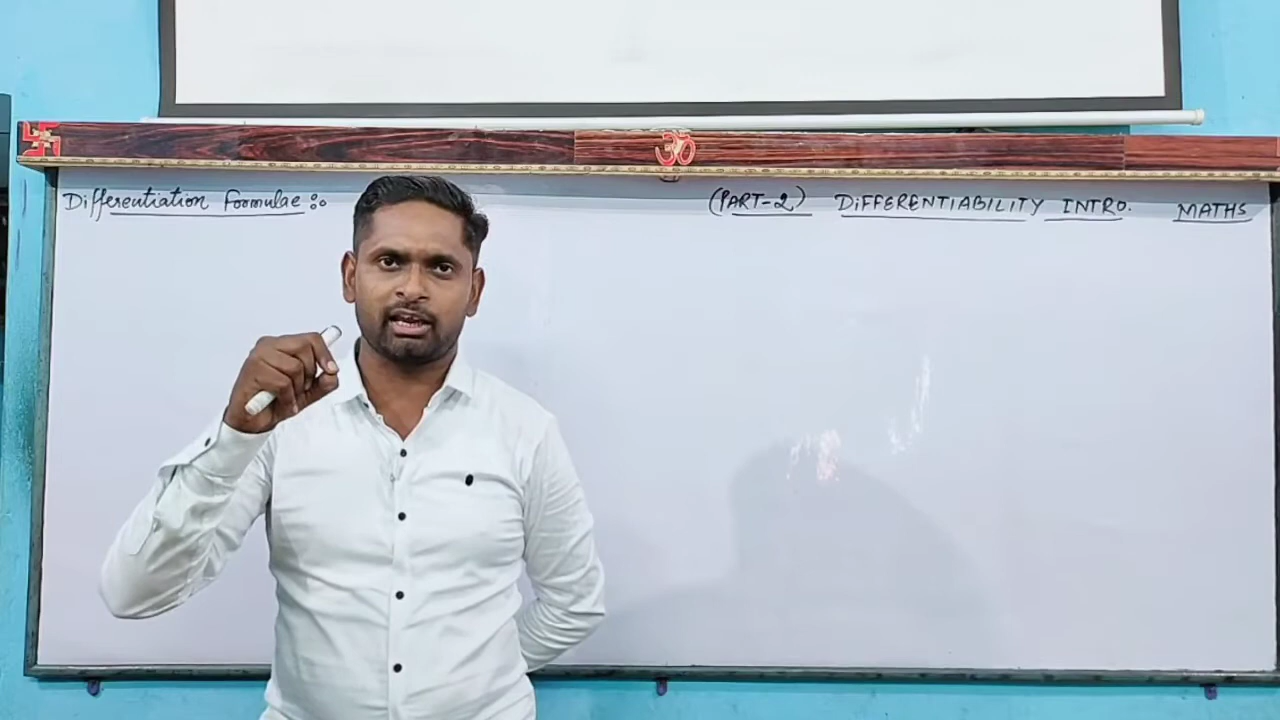 ॐ
Differentiation Formulae :o
(PART-2) DIFFERENTIABILITY INTRO. MATHS